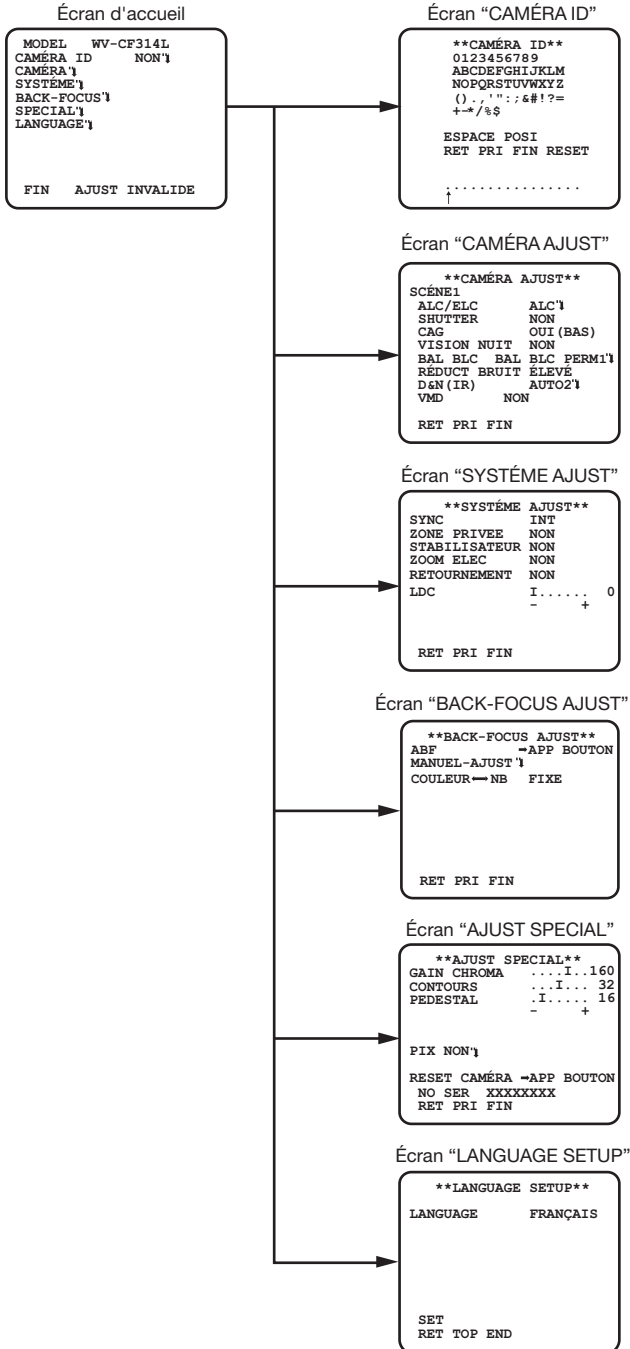 Écran d'accueil
MODEL WV-CF314L
CAMÉRA ID NON
CAMÉRA
SYSTÉME
BACK-FOCUS
SPECIAL
LANGUAGE
FIN AJUST INVALIDE
Écran “CAMÉRA ID”
**CAMÉRA ID**
0123456789
ABCDEFGHIJKLM
NOPQRSTUVWXYZ
().,'":;&#!?=
+-*/%$
ESPACE POSI
RET PRI FIN RESET
................
↑
Écran “CAMÉRA AJUST”
**CAMÉRA AJUST**
SCÉNE1
ALC/ELC ALC
SHUTTER NON
CAG OUI(BAS)
VISION NUIT NON
BAL BLC BAL BLC PERM1
RÉDUCT BRUIT ÉLEVÉ
D&N(IR) AUTO2
VMD NON
RET PRI FIN
Écran “SYSTÉME AJUST”
**SYSTÉME AJUST**
SYNC INT
ZONE PRIVEE NON
STABILISATEUR NON
ZOOM ELEC NON
RETOURNEMENT NON
LDC I...... 0
- +
RET PRI FIN
Écran “BACK-FOCUS AJUST”
**BACK-FOCUS AJUST**
ABF →APP BOUTON
MANUEL-AJUST
COULEUR↔NB FIXE
RET PRI FIN
Écran “AJUST SPECIAL”
**AJUST SPECIAL**
GAIN CHROMA ....I..160
CONTOURS ...I... 32
PEDESTAL .I..... 16
- +
PIX NON
RESET CAMÉRA →APP BOUTON
NO SER XXXXXXXX
RET PRI FIN
Écran “LANGUAGE SETUP”
**LANGUAGE SETUP**
LANGUAGE FRANÇAIS
SET
RET TOP END